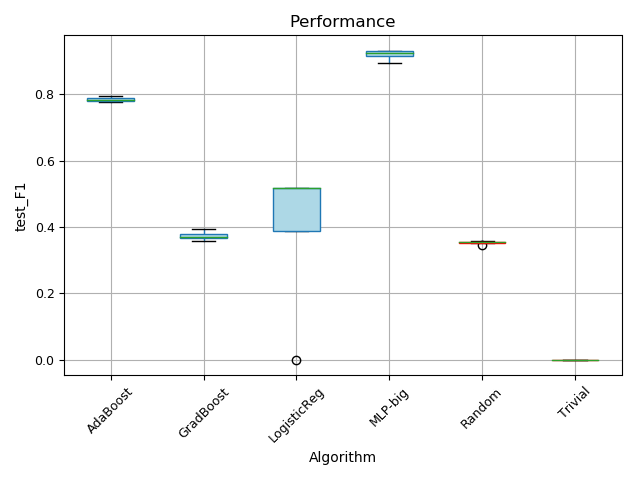 Performance
test_F1
0.8
0.6
0.4
0.2
0.0
AdaBoost
GradBoost
LogisticReg
MLP-big
Random
Trivial
Algorithm